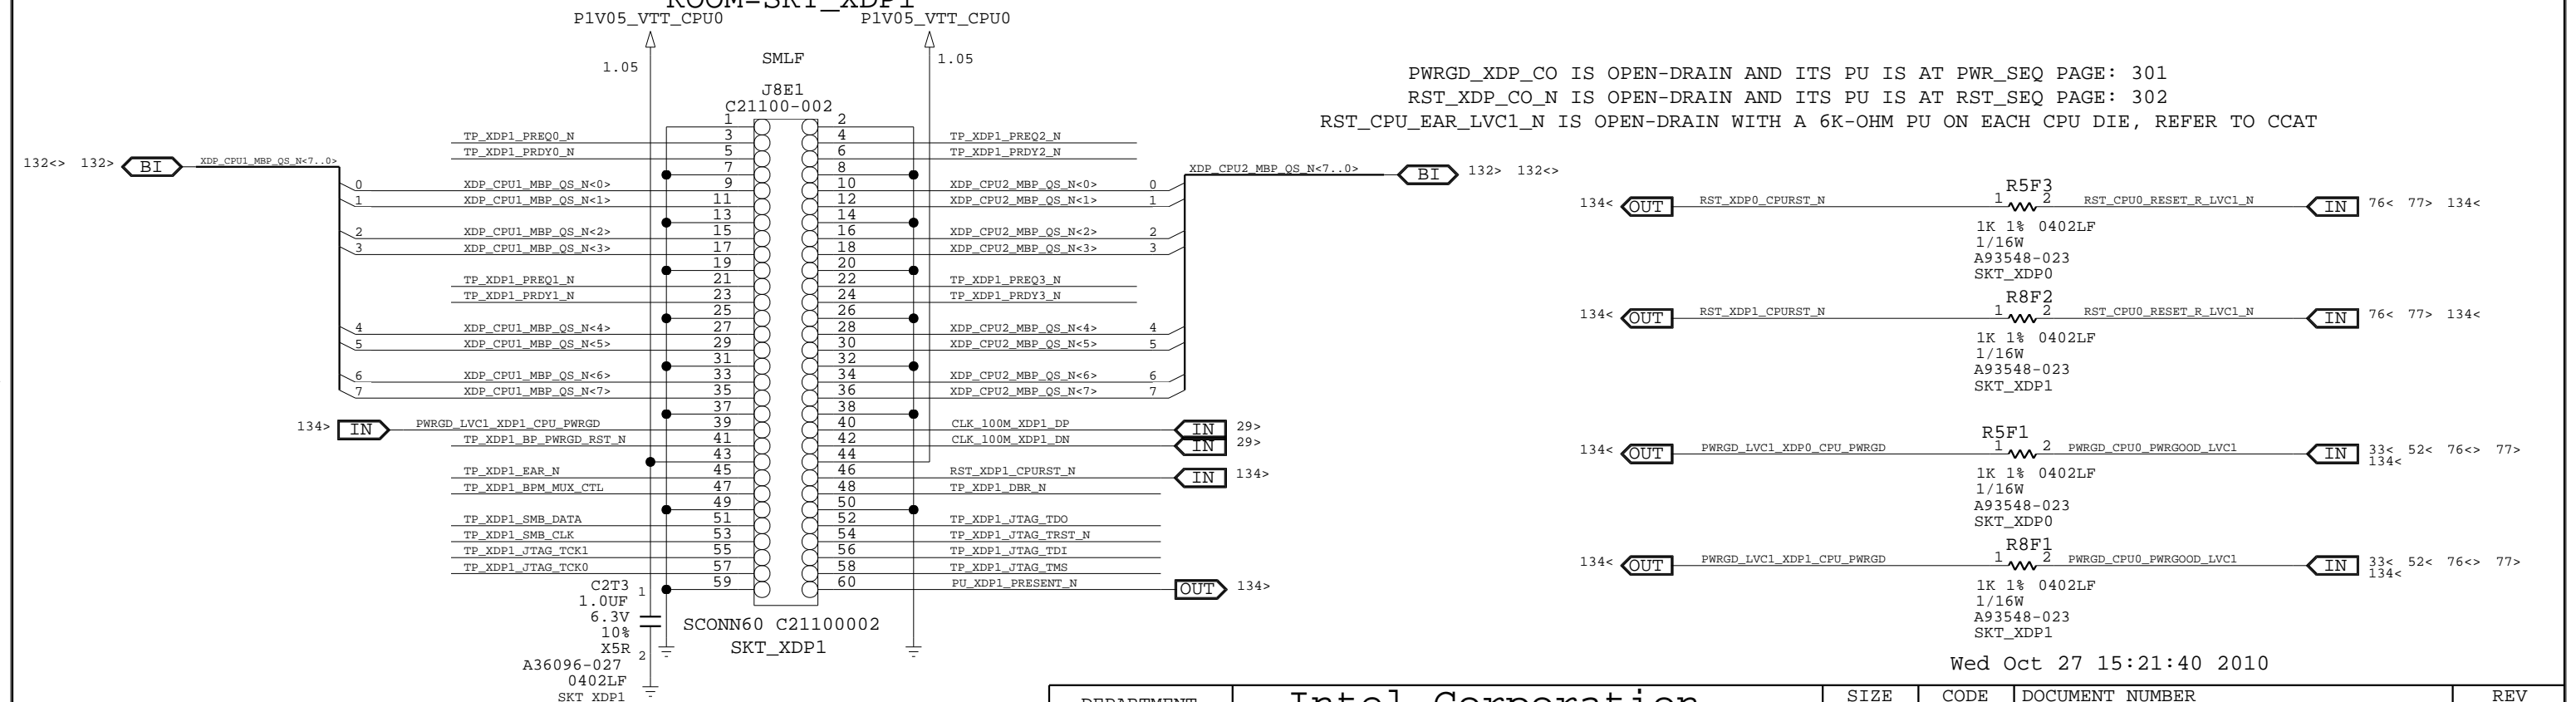 ROOM=SKT_XDP1
P1V05_VTT_CPU0
P1V05_VTT_CPU0
1.05
1.05
SMLF
J8E1
C21100-002
1 2
TP_XDP1_PREQ0_N 3 4 TP_XDP1_PREQ2_N
TP_XDP1_PRDY0_N 5 6 TP_XDP1_PRDY2_N
7 8
132<> 132> BI XDP_CPU1_MBP_QS_N<7..0>
XDP_CPU2_MBP_QS_N<7..0> BI 132> 132<>
0 XDP_CPU1_MBP_QS_N<0> 9 10 XDP_CPU2_MBP_QS_N<0> 0
1 XDP_CPU1_MBP_QS_N<1> 11 12 XDP_CPU2_MBP_QS_N<1> 1
13 14
2 XDP_CPU1_MBP_QS_N<2> 15 16 XDP_CPU2_MBP_QS_N<2> 2
3 XDP_CPU1_MBP_QS_N<3> 17 18 XDP_CPU2_MBP_QS_N<3> 3
19 20
TP_XDP1_PREQ1_N 21 22 TP_XDP1_PREQ3_N
TP_XDP1_PRDY1_N 23 24 TP_XDP1_PRDY3_N
25 26
4 XDP_CPU1_MBP_QS_N<4> 27 28 XDP_CPU2_MBP_QS_N<4> 4
5 XDP_CPU1_MBP_QS_N<5> 29 30 XDP_CPU2_MBP_QS_N<5> 5
31 32
6 XDP_CPU1_MBP_QS_N<6> 33 34 XDP_CPU2_MBP_QS_N<6> 6
7 XDP_CPU1_MBP_QS_N<7> 35 36 XDP_CPU2_MBP_QS_N<7> 7
37 38
134> IN PWRGD_LVC1_XDP1_CPU_PWRGD 39 40 CLK_100M_XDP1_DP IN 29>
TP_XDP1_BP_PWRGD_RST_N 41 42 CLK_100M_XDP1_DN IN 29>
43 44
TP_XDP1_EAR_N 45 46 RST_XDP1_CPURST_N IN 134>
TP_XDP1_BPM_MUX_CTL 47 48 TP_XDP1_DBR_N
49 50
TP_XDP1_SMB_DATA 51 52 TP_XDP1_JTAG_TDO
TP_XDP1_SMB_CLK 53 54 TP_XDP1_JTAG_TRST_N
TP_XDP1_JTAG_TCK1 55 56 TP_XDP1_JTAG_TDI
TP_XDP1_JTAG_TCK0 57 58 TP_XDP1_JTAG_TMS
59 60 PU_XDP1_PRESENT_N OUT 134>
C2T3 1
1.0UF
6.3V
10%
X5R 2
A36096-027
0402LF
SKT_XDP1
SCONN60 C21100002
SKT_XDP1
PWRGD_XDP_CO IS OPEN-DRAIN AND ITS PU IS AT PWR_SEQ PAGE: 301
RST_XDP_CO_N IS OPEN-DRAIN AND ITS PU IS AT RST_SEQ PAGE: 302
RST_CPU_EAR_LVC1_N IS OPEN-DRAIN WITH A 6K-OHM PU ON EACH CPU DIE, REFER TO CCAT
R5F3
134< OUT RST_XDP0_CPURST_N 1 2 RST_CPU0_RESET_R_LVC1_N IN 76< 77> 134<
1K 1% 0402LF
1/16W
A93548-023
SKT_XDP0
R8F2
134< OUT RST_XDP1_CPURST_N 1 2 RST_CPU0_RESET_R_LVC1_N IN 76< 77> 134<
1K 1% 0402LF
1/16W
A93548-023
SKT_XDP1
R5F1
134< OUT PWRGD_LVC1_XDP0_CPU_PWRGD 1 2 PWRGD_CPU0_PWRGOOD_LVC1 IN 33< 52< 76<> 77>
134<
1K 1% 0402LF
1/16W
A93548-023
SKT_XDP0
R8F1
134< OUT PWRGD_LVC1_XDP1_CPU_PWRGD 1 2 PWRGD_CPU0_PWRGOOD_LVC1 IN 33< 52< 76<> 77>
134<
1K 1% 0402LF
1/16W
A93548-023
SKT_XDP1
Wed Oct 27 15:21:40 2010
DEPARTMENT Intel Corporation SIZE CODE DOCUMENT NUMBER REV